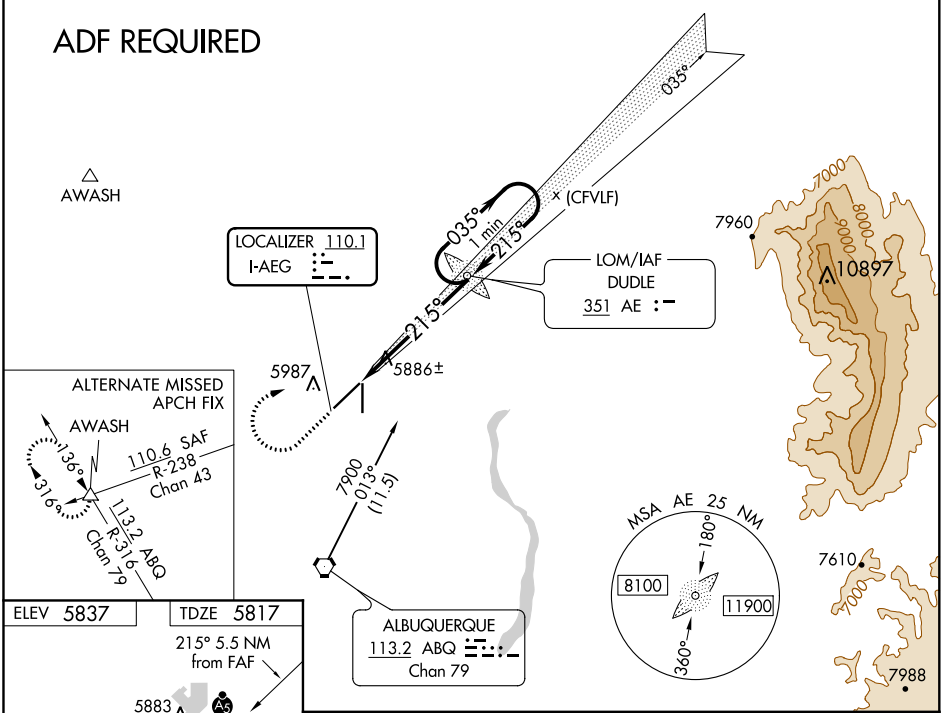 ADF REQUIRED
AWASH
035°
(CFVLF)
035°
1 min
215°
7000
8000
9000
7960
10897
LOCALIZER 110.1
I-AEG
LOM/IAF
DUDLE
351 AE
215°
5987
5886±
ALTERNATE MISSED
APCH FIX
AWASH
136°
316°
110.6 SAF
R-238
Chan 43
113.2 ABQ
R-316
Chan 79
7900
013°
(11.5)
MSA AE 25 NM
180°
8100
11900
360°
7610
7000
7988
ALBUQUERQUE
113.2 ABQ
Chan 79
ELEV 5837
TDZE 5817
215° 5.5 NM
from FAF
5883
A5